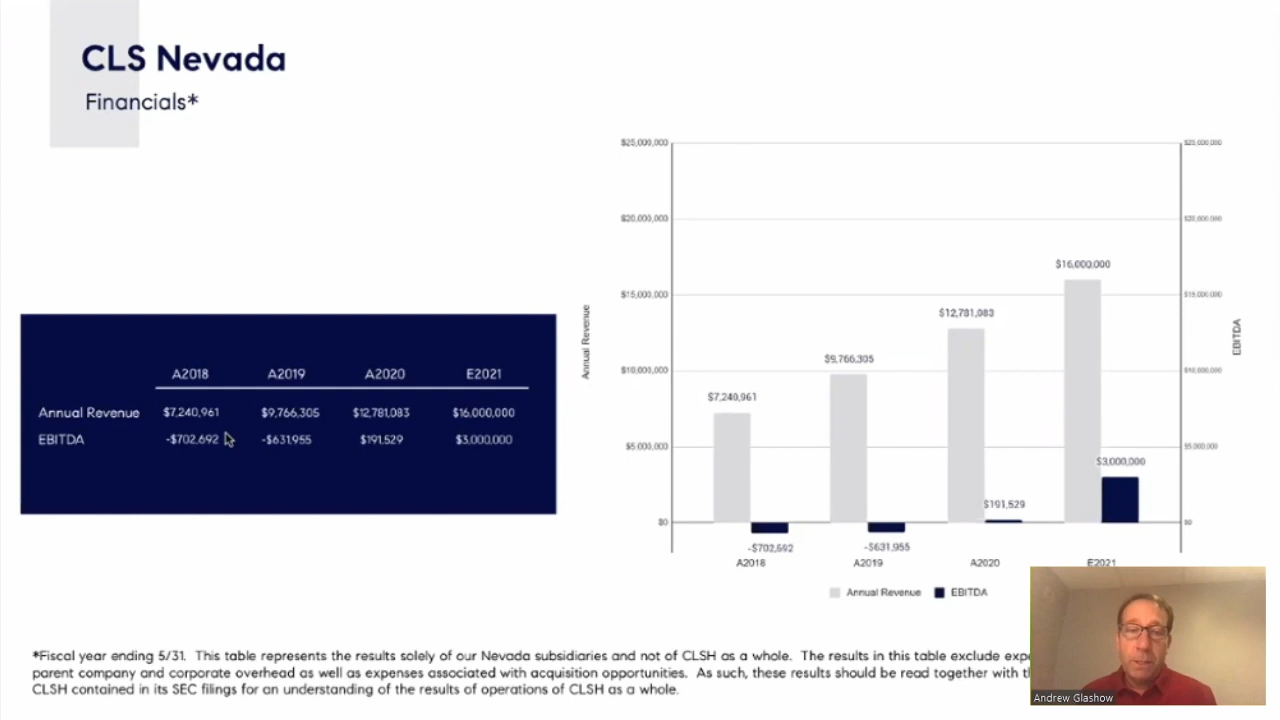 CLS Nevada
Financials*
A2018 A2019 A2020 E2021
Annual Revenue $7,240,961 $9,766,305 $12,781,083 $16,000,000
EBITDA -$702,692 -$631,955 $191,529 $3,000,000
Annual Revenue
$25,000,000
$20,000,000
$15,000,000
$10,000,000
$5,000,000
$0
$7,240,961
$9,766,305
$12,781,083
$16,000,000
-$702,692
-$631,955
$191,529
$3,000,000
$25,000,000
$20,000,000
$15,000,000
$10,000,000
$5,000,000
$0
EBITDA
A2018 A2019 A2020 E2021
Annual Revenue EBITDA
*Fiscal year ending 5/31. This table represents the results solely of our Nevada subsidiaries and not of CLSH as a whole. The results in this table exclude
parent company and corporate overhead as well as expenses associated with acquisition opportunities. As such, these results should be read together with
CLSH contained in its SEC filings for an understanding of the results of operations of CLSH as a whole.
Andrew Glashow